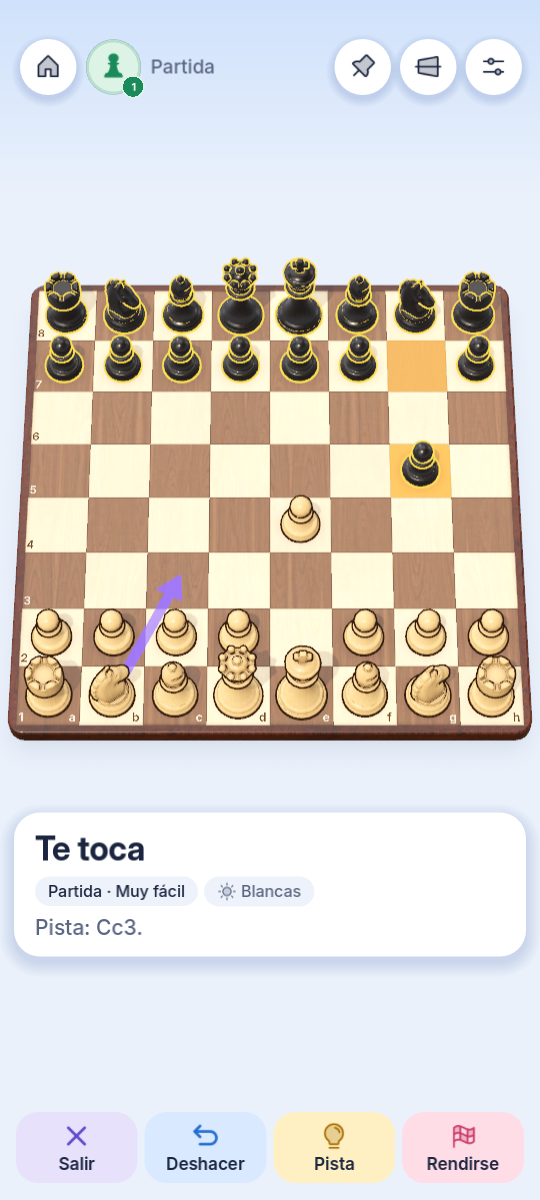 Partida
1
8
7
6
5
4
3
2
1 a b c d e f g h
Te toca
Partida · Muy fácil
Blancas
Pista: Cc3.
Salir
Deshacer
Pista
Rendirse